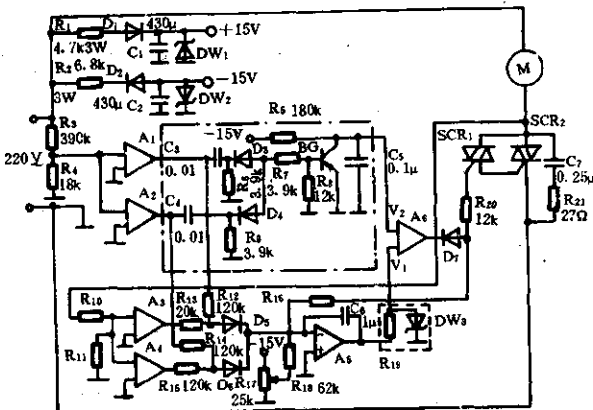 R₁ D₁ 430μ +15V
4.7k3W C₁ DW₁
R₂ 6.8k D₂ -15V
3W 430μ C₂ DW₂
M
R₃
390k
220V
R₄
18k
A₁ C₃
0.01
A₂ C₄
0.01
-15V D₃
R₅ 180k
BG
R₆ 3.9k
R₇
3.9k
R₈
12k
D₄
R₉
3.9k
C₅
0.1μ
V₂
V₁
A₆
D₇
SCR₁ SCR₂
C₇
0.25μ
R₂₁
27Ω
R₂₀
12k
R₁₀
R₁₁
A₃
A₄
R₁₃
20k
R₁₂
120k
R₁₄
120k
R₁₅ 120k
D₅
D₆
-15V
R₁₇
25k
R₁₆
R₁₈ 62k
C₆
1μ
A₅
R₁₉
DW₃